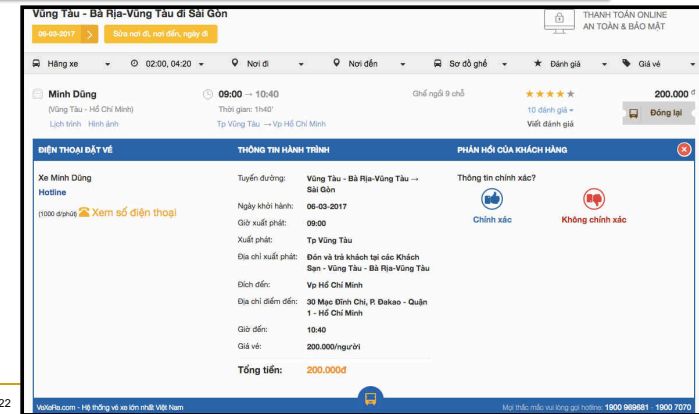 Vũng Tàu - Bà Rịa-Vũng Tàu đi Sài Gòn
06-03-2017
Sửa nơi đi, nơi đến, ngày đi
THANH TOÁN ONLINE
AN TOÀN & BẢO MẬT
Hãng xe
02:00, 04:20
Nơi đi
Nơi đến
Sơ đồ ghế
Đánh giá
Giá vé
Minh Dũng
(Vũng Tàu - Hồ Chí Minh)
Lịch trình Hình ảnh
09:00 → 10:40
Thời gian: 1h40'
Tp Vũng Tàu → Vp Hồ Chí Minh
Ghế ngồi 9 chỗ
10 đánh giá
Viết đánh giá
200.000 đ
Đóng lại
ĐIỆN THOẠI ĐẶT VÉ
THÔNG TIN HÀNH TRÌNH
PHẢN HỒI CỦA KHÁCH HÀNG
Xe Minh Dũng
Hotline
(1000 đ/phút) Xem số điện thoại
Tuyến đường: Vũng Tàu - Bà Rịa-Vũng Tàu →
Sài Gòn
Ngày khởi hành: 06-03-2017
Giờ xuất phát: 09:00
Xuất phát: Tp Vũng Tàu
Địa chỉ xuất phát: Đón và trả khách tại các Khách
Sạn - Vũng Tàu - Bà Rịa-Vũng Tàu
Đích đến: Vp Hồ Chí Minh
Địa chỉ điểm đến: 30 Mạc Đĩnh Chi, P. Đakao - Quận
1 - Hồ Chí Minh
Giờ đến: 10:40
Giá vé: 200.000/người
Tổng tiền: 200.000đ
Thông tin chính xác?
Chính xác
Không chính xác
22
VeXeRe.com - Hệ thống vé xe lớn nhất Việt Nam
Mọi thắc mắc vui lòng gọi hotline: 1900 969681 - 1900 7070